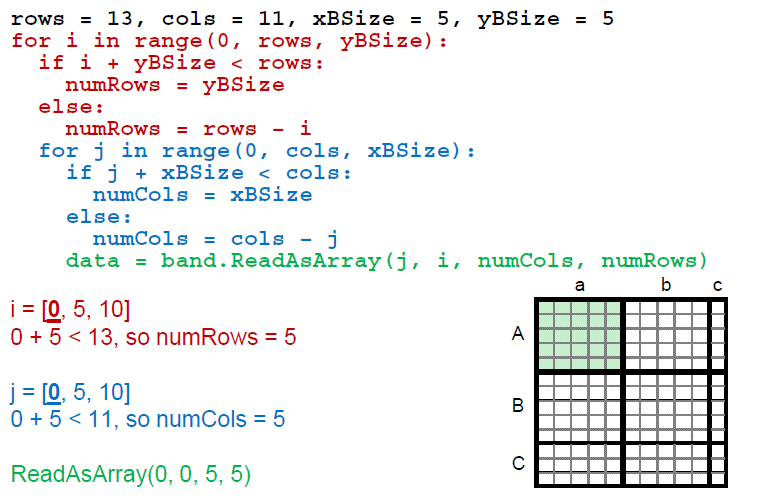 rows = 13, cols = 11, xBSize = 5, yBSize = 5
for i in range(0, rows, yBSize):
  if i + yBSize < rows:
    numRows = yBSize
  else:
    numRows = rows - i
  for j in range(0, cols, xBSize):
    if j + xBSize < cols:
      numCols = xBSize
    else:
      numCols = cols - j
    data = band.ReadAsArray(j, i, numCols, numRows)
a b c
i = [0, 5, 10]
0 + 5 < 13, so numRows = 5
A
j = [0, 5, 10]
0 + 5 < 11, so numCols = 5
B
C
ReadAsArray(0, 0, 5, 5)